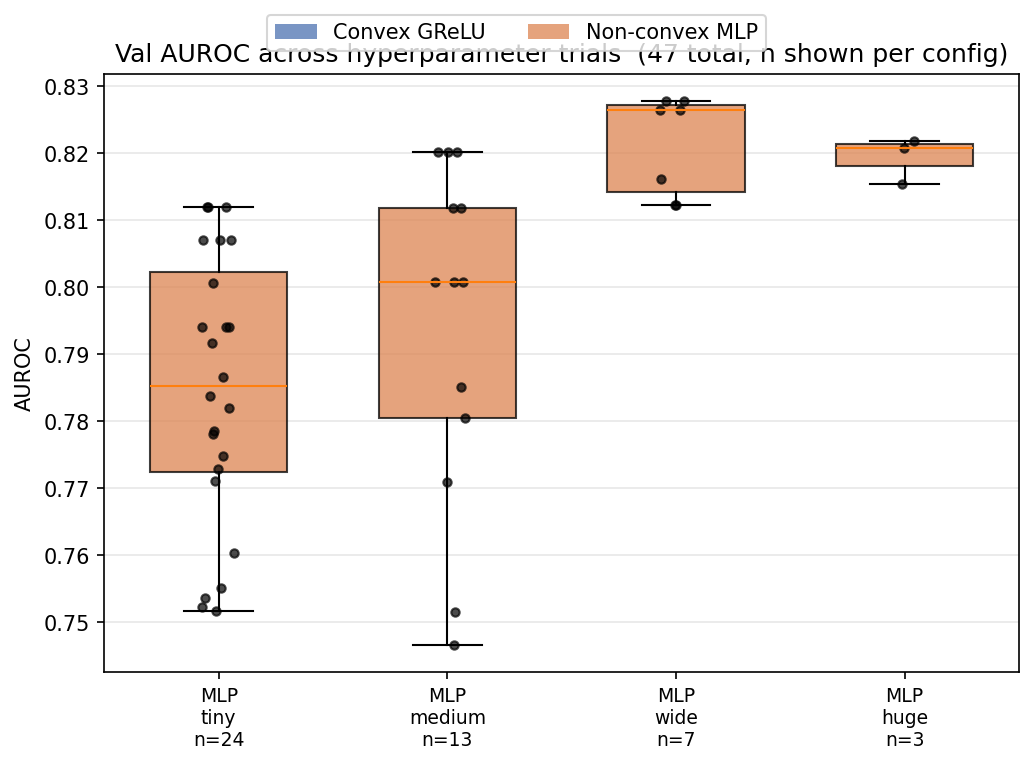 Convex GReLU
Non-convex MLP
Val AUROC across hyperparameter trials (47 total, n shown per config)
AUROC
0.83
0.82
0.81
0.80
0.79
0.78
0.77
0.76
0.75
MLP
tiny
n=24
MLP
medium
n=13
MLP
wide
n=7
MLP
huge
n=3